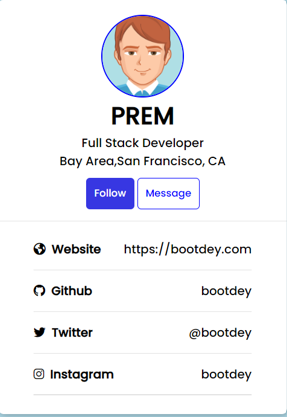 PREM
Full Stack Developer
Bay Area,San Francisco, CA
Follow Message
Website https://bootdey.com
Github bootdey
Twitter @bootdey
Instagram bootdey